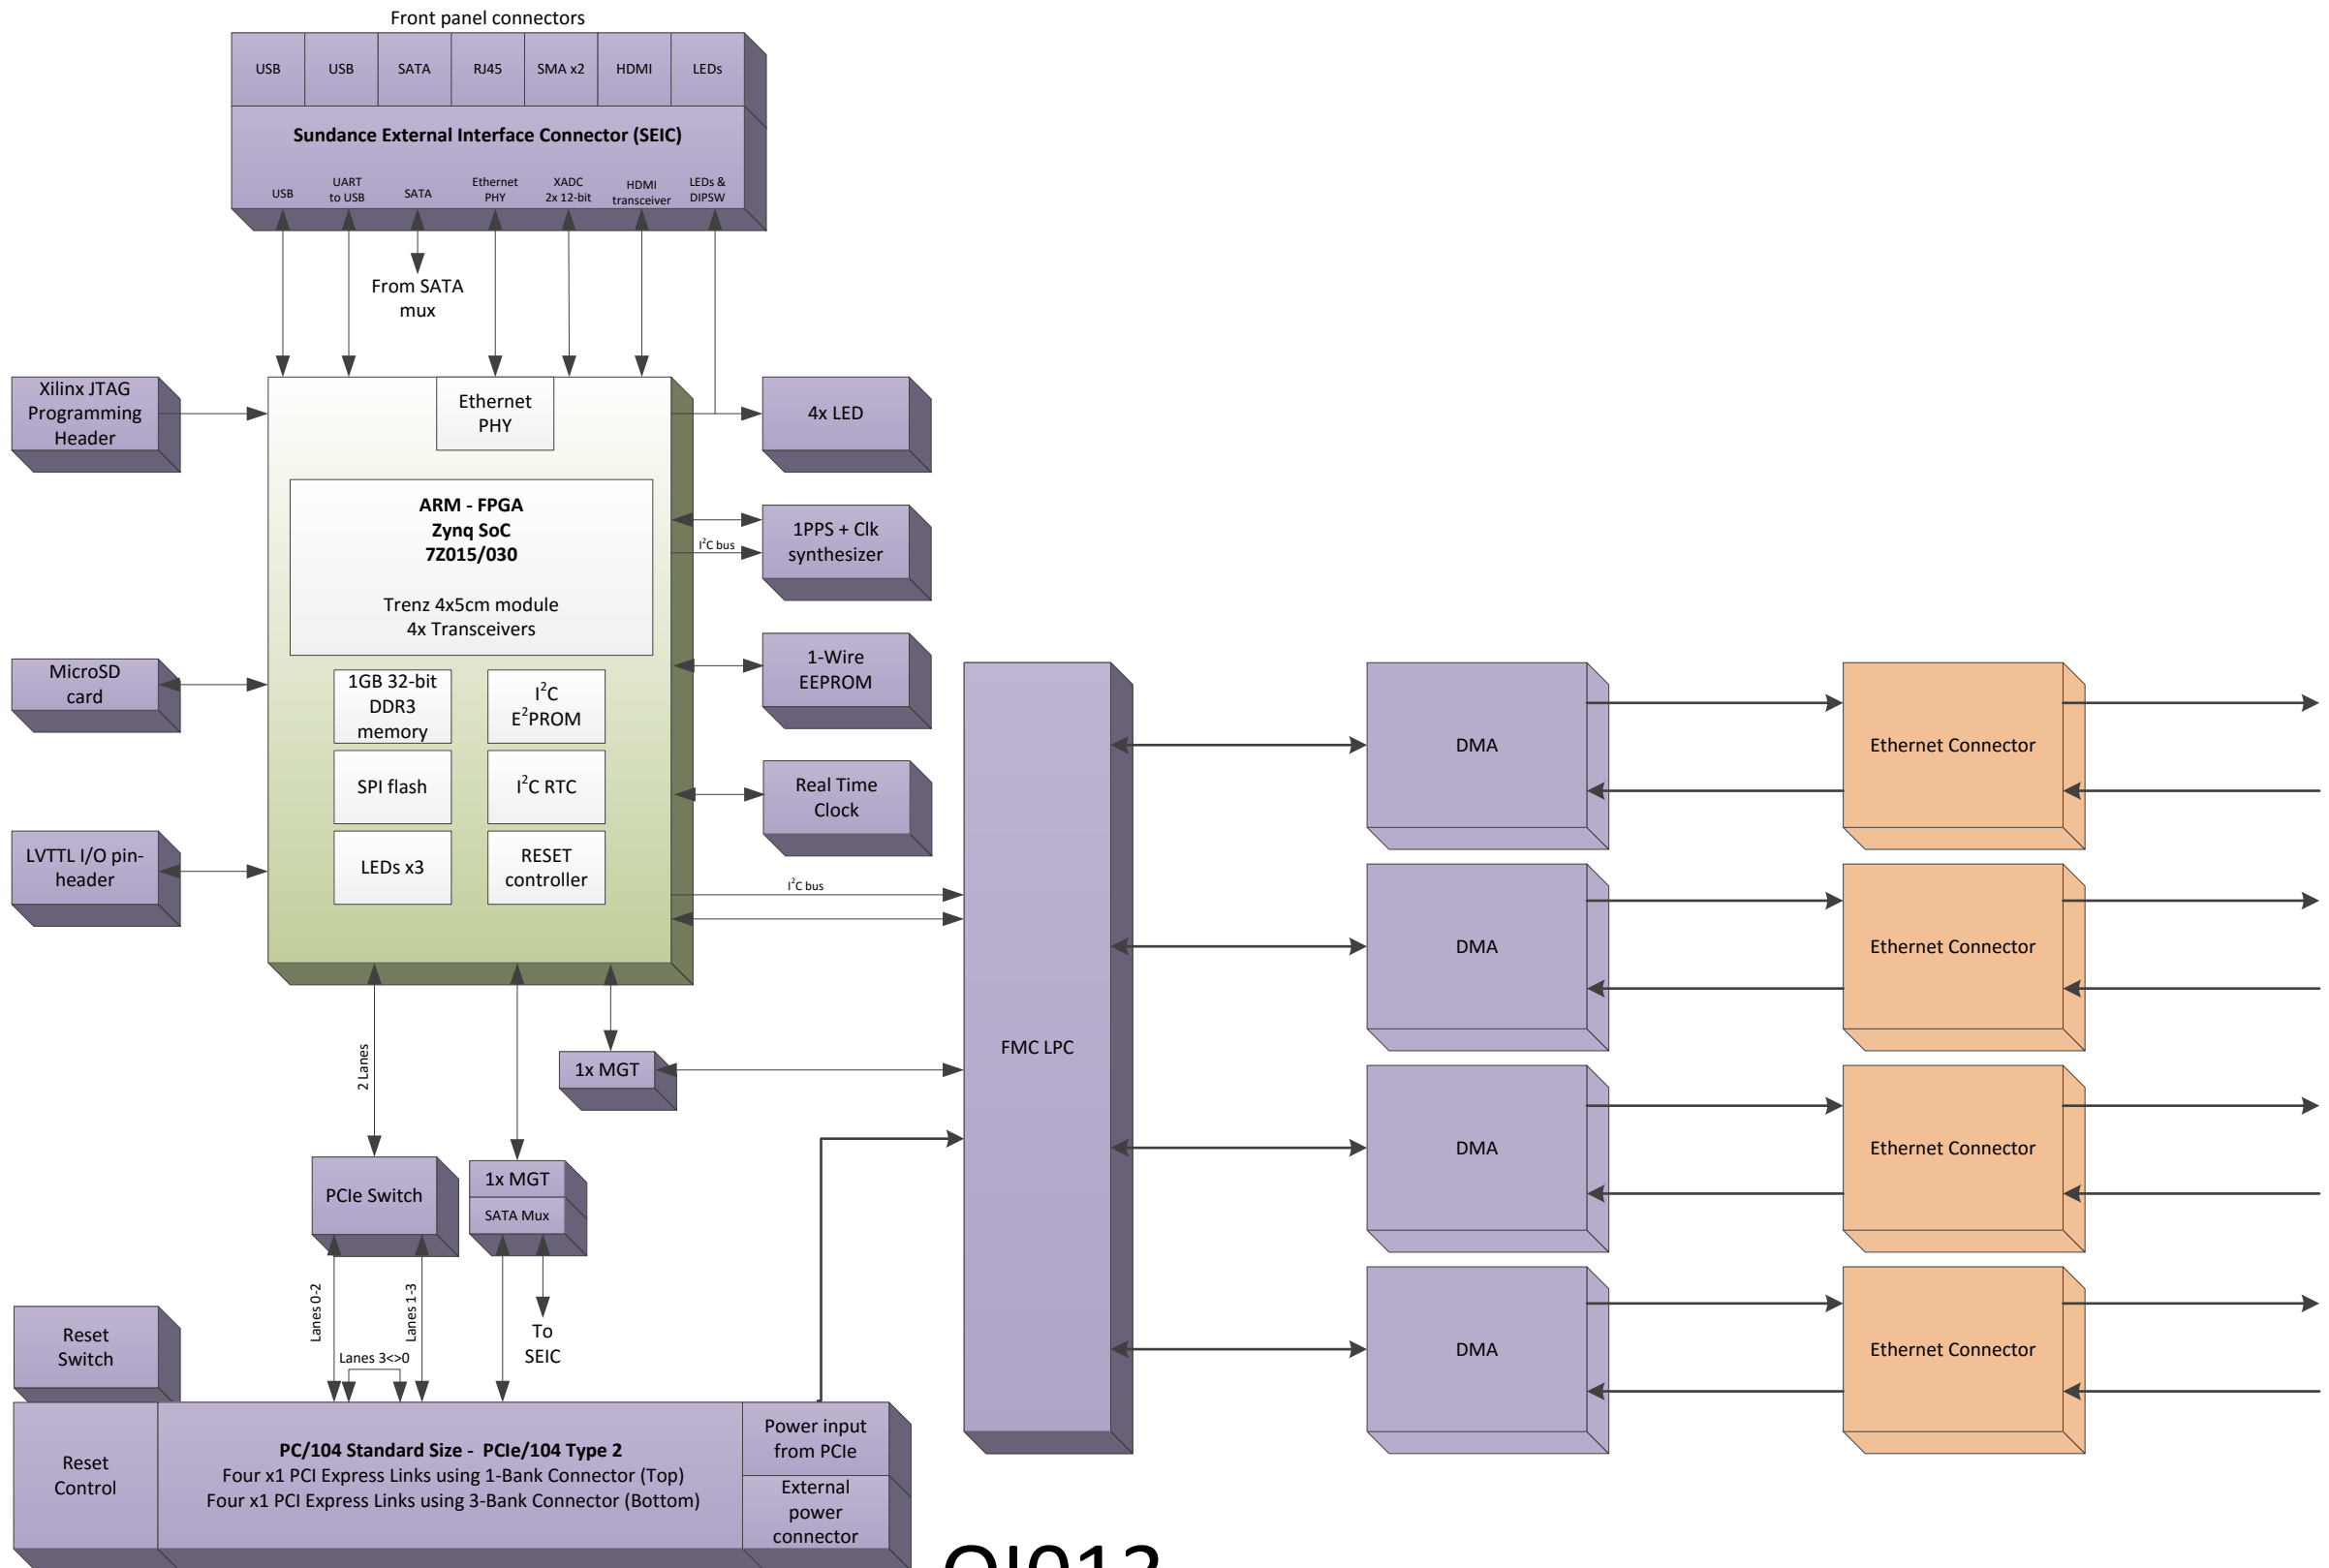 Front panel connectors
USB
USB
SATA
RJ45
SMA x2
HDMI
LEDs
Sundance External Interface Connector (SEIC)
USB
UART
to USB
SATA
Ethernet
PHY
XADC
2x 12-bit
HDMI
transceiver
LEDs &
DIPSW
From SATA
mux
Xilinx JTAG
Programming
Header
Ethernet
PHY
4x LED
ARM - FPGA
Zynq SoC
7Z015/030
Trenz 4x5cm module
4x Transceivers
I²C bus
1PPS + Clk
synthesizer
1-Wire
EEPROM
MicroSD
card
1GB 32-bit
DDR3
memory
I²C
E²PROM
SPI flash
I²C RTC
Real Time
Clock
LVTTL I/O pin-
header
LEDs x3
RESET
controller
I²C bus
FMC LPC
DMA
Ethernet Connector
DMA
Ethernet Connector
DMA
Ethernet Connector
DMA
Ethernet Connector
2 Lanes
1x MGT
PCIe Switch
1x MGT
SATA Mux
Lanes 0-2
Lanes 1-3
Lanes 3<>0
To
SEIC
Reset
Switch
Reset
Control
PC/104 Standard Size - PCIe/104 Type 2
Four x1 PCI Express Links using 1-Bank Connector (Top)
Four x1 PCI Express Links using 3-Bank Connector (Bottom)
Power input
from PCIe
External
power
connector